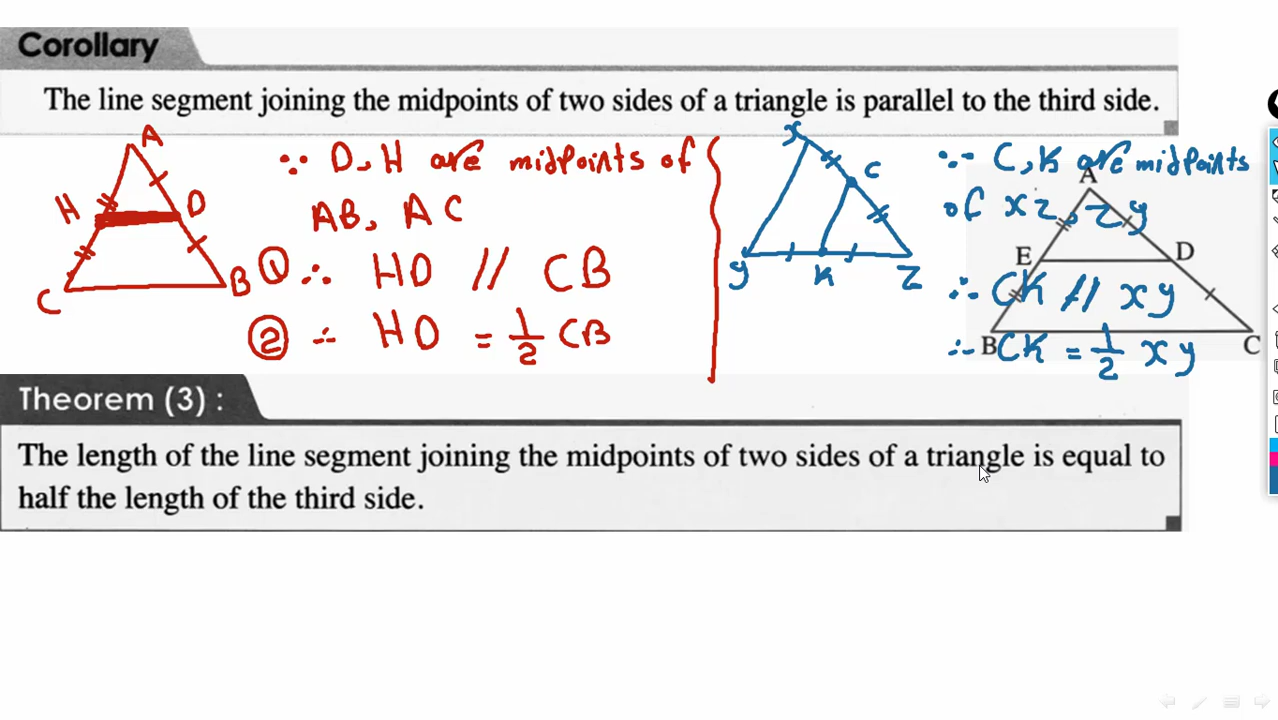 Corollary
The line segment joining the midpoints of two sides of a triangle is parallel to the third side.
A
H
D
C
B
∵ D, H are midpoints of
AB, AC
① ∴ HD // CB
② ∴ HD = 1/2 CB
X
C
y
K
Z
∵ C, K are midpoints
of XZ, Zy
∴ CK // Xy
∴ CK = 1/2 Xy
A
E
D
B
C
Theorem (3) :
The length of the line segment joining the midpoints of two sides of a triangle is equal to
half the length of the third side.